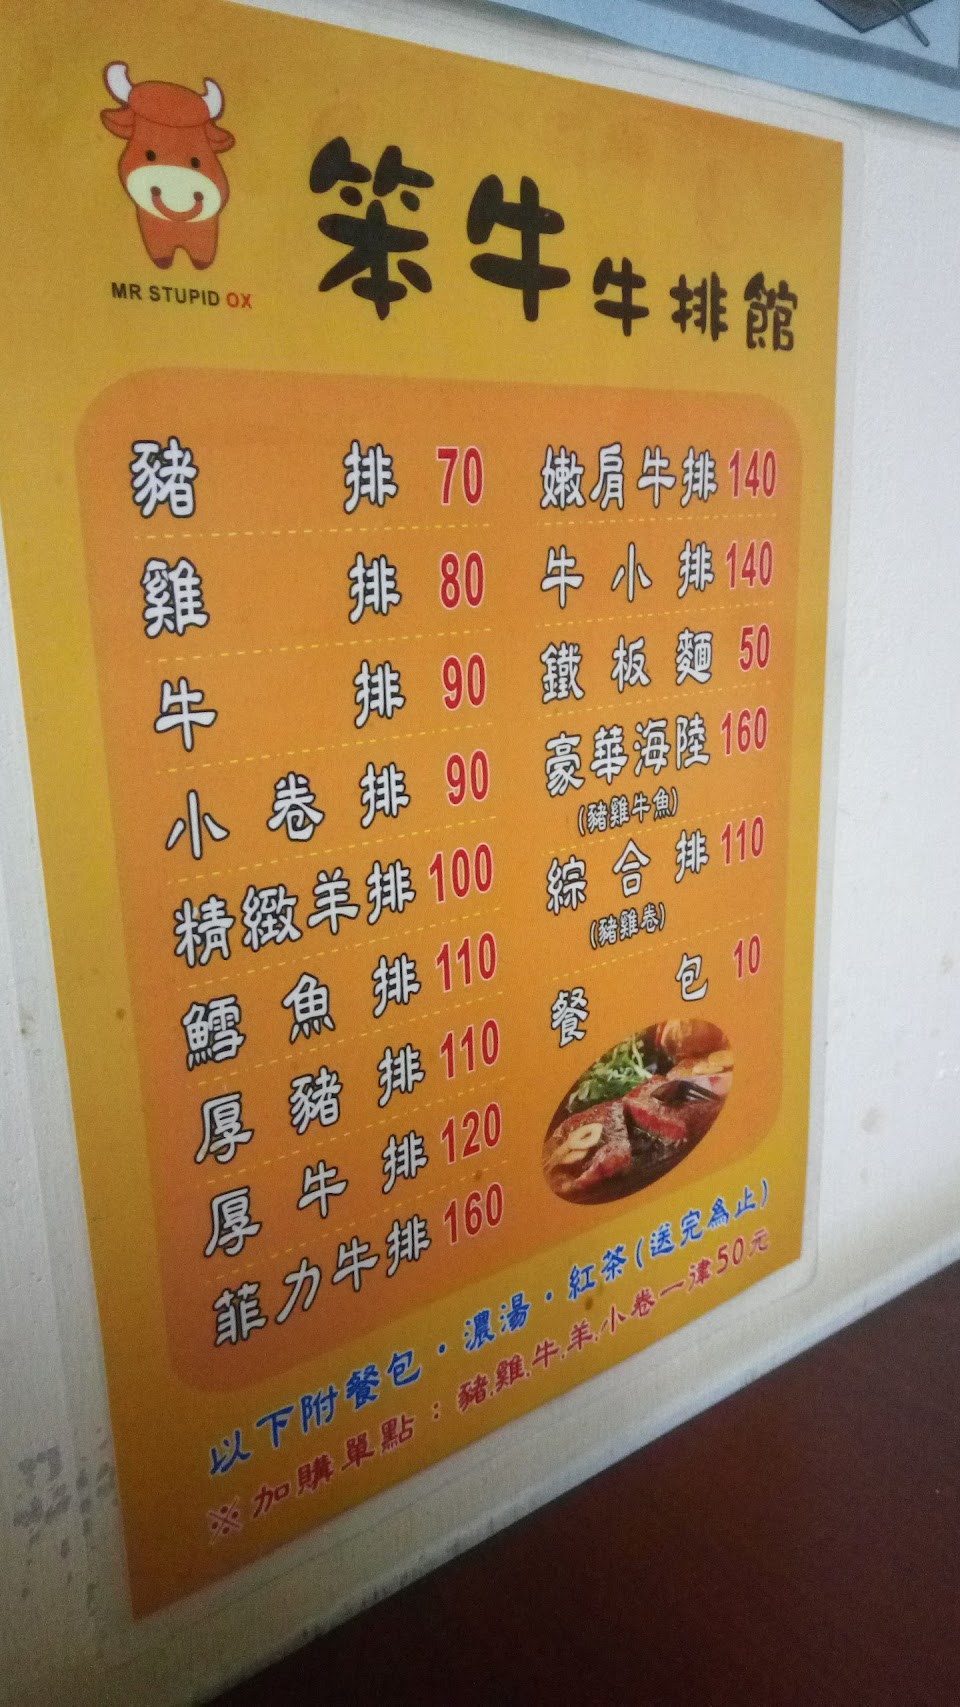 笨牛牛排館
MR STUPID OX
豬排 70
雞排 80
牛排 90
小卷排 90
精緻羊排 100
鱈魚排 110
厚豬排 110
厚牛排 120
菲力牛排 160
嫩肩牛排 140
牛小排 140
鐵板麵 50
豪華海陸 160
(豬雞牛魚)
綜合排 110
(豬雞卷)
餐包 10
以下附餐包・濃湯・紅茶(送完為止)
※加購單點：豬.雞.牛.羊.小卷一律50元